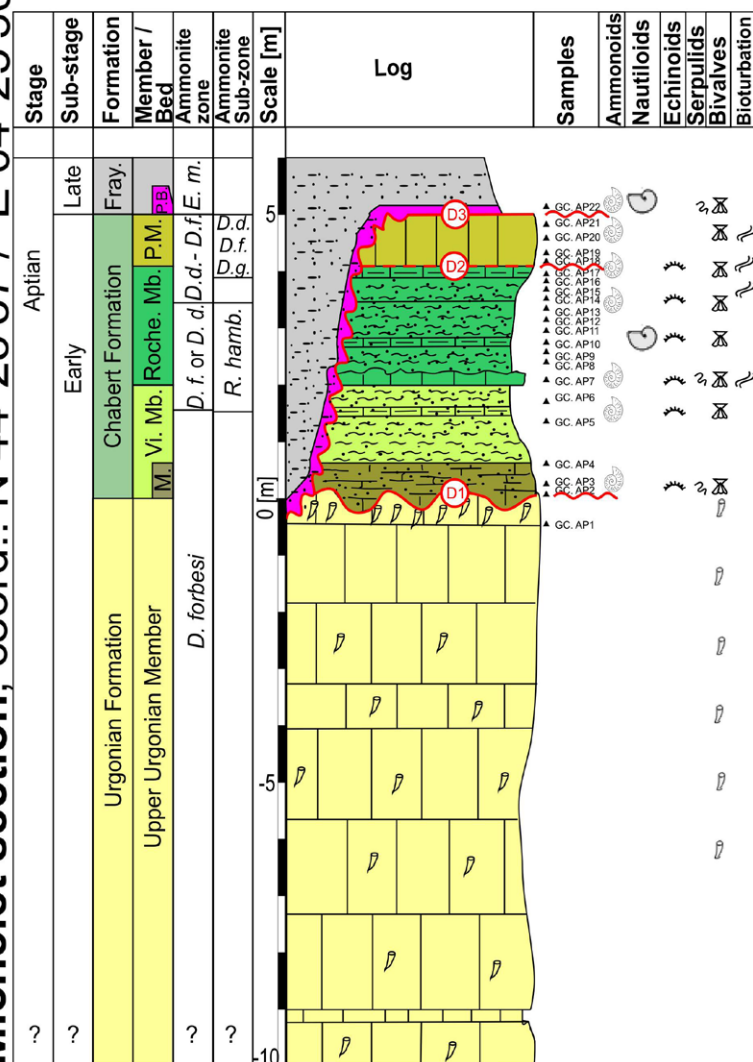 Stage
Sub-stage
Formation
Member / Bed
Ammonite zone
Ammonite Sub-zone
Scale [m]
Log
Samples
Ammonoids
Nautiloids
Echinoids
Serpulids
Bivalves
Bioturbation
Aptian
Late
Early
Fray.
Chabert Formation
Urgonian Formation
P.B.
P.M.
Roche. Mb.
Vi. Mb.
M.
Upper Urgonian Member
E. m.
D.d.- D.f.
D. f. or D. d.
D. forbesi
D.d.
D.f.
D.g.
R. hamb.
5
0 [m]
-5
-10
D3
D2
D1
GC. AP22
GC. AP21
GC. AP20
GC. AP19
GC. AP18
GC. AP17
GC. AP16
GC. AP15
GC. AP14
GC. AP13
GC. AP12
GC. AP11
GC. AP10
GC. AP9
GC. AP8
GC. AP7
GC. AP6
GC. AP5
GC. AP4
GC. AP3
GC. AP2
GC. AP1
?
?
?
?